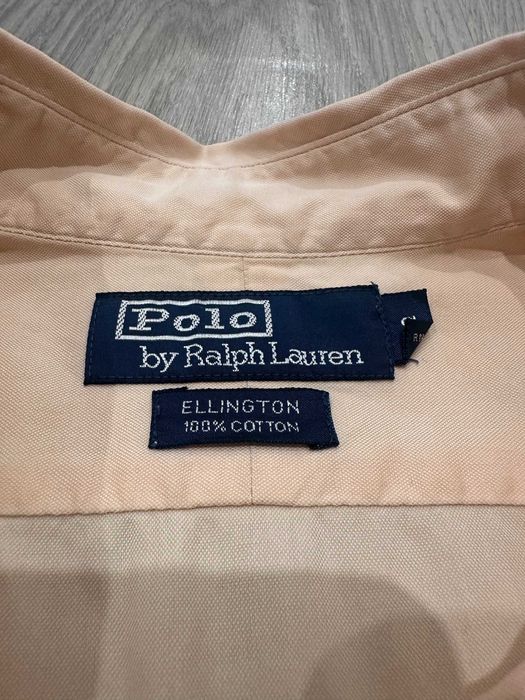 Polo
by Ralph Lauren
ELLINGTON
100% COTTON